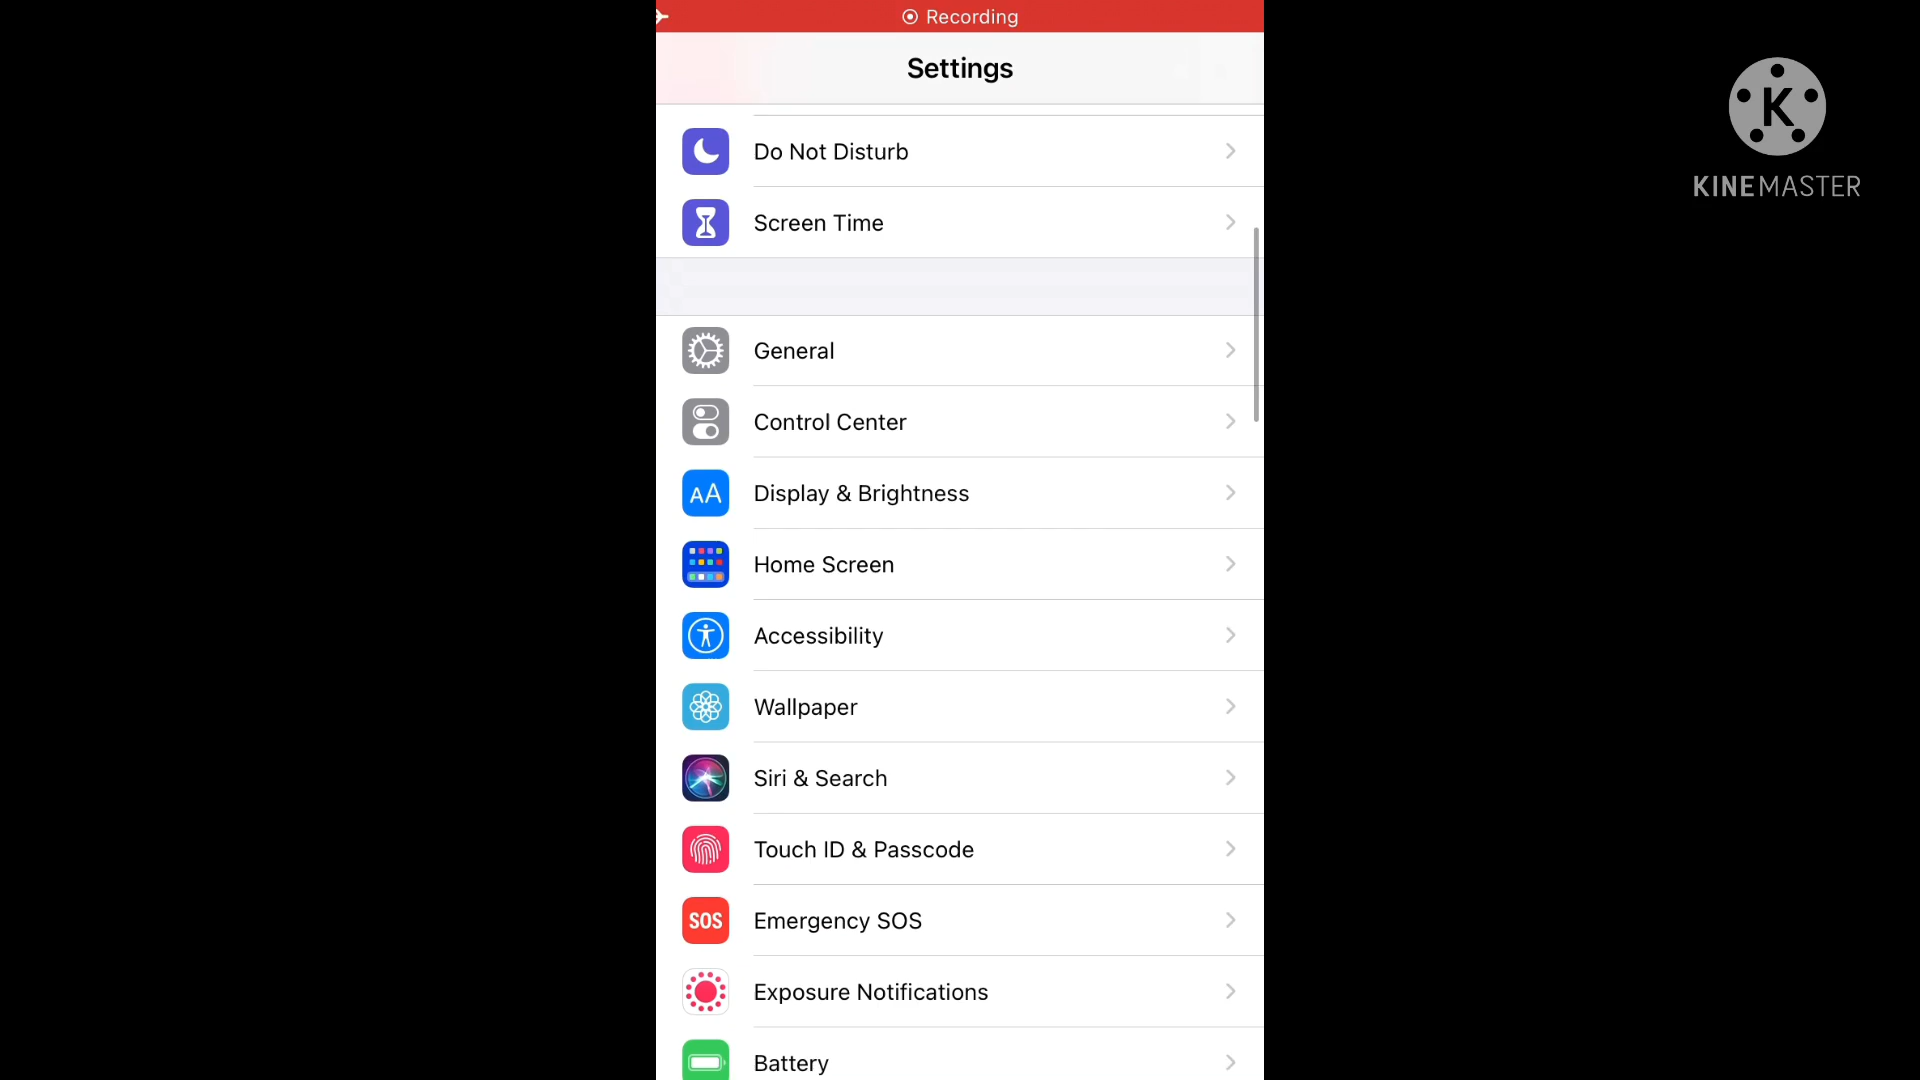 Recording
Settings
K
KINEMASTER
Do Not Disturb
Screen Time
General
Control Center
AA Display & Brightness
Home Screen
Accessibility
Wallpaper
Siri & Search
Touch ID & Passcode
SOS Emergency SOS
Exposure Notifications
Battery